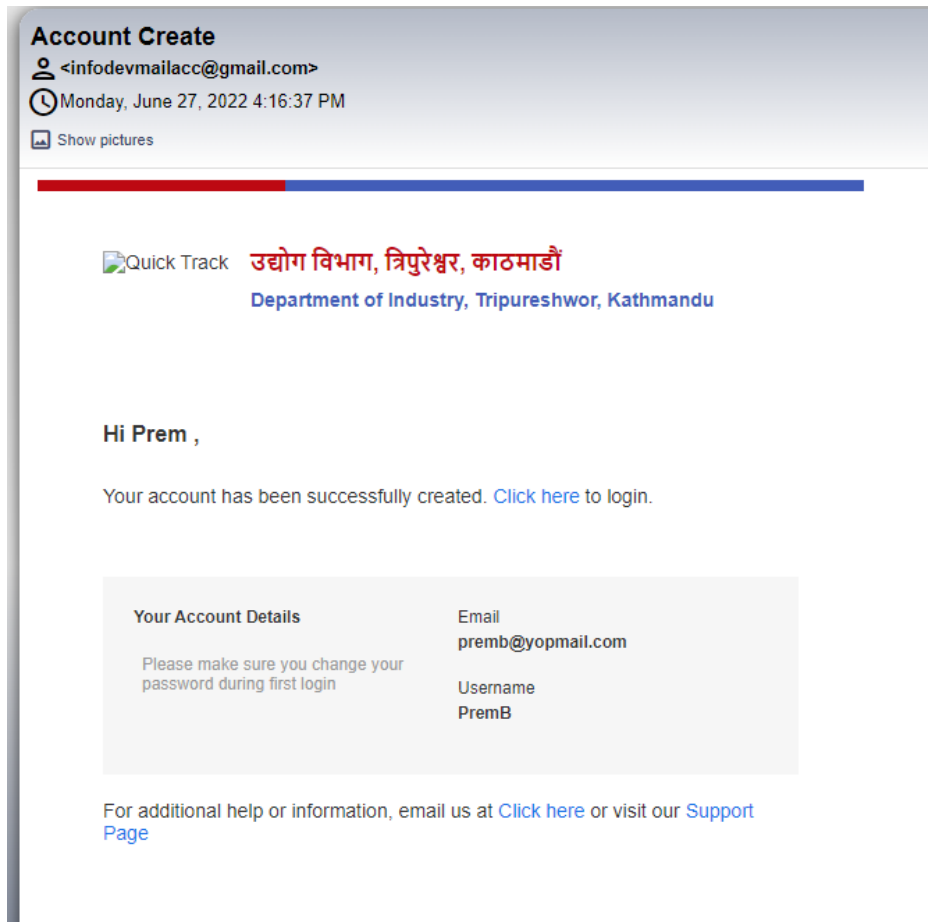 Account Create
<infodevmailacc@gmail.com>
Monday, June 27, 2022 4:16:37 PM
Show pictures
Quick Track
उद्योग विभाग, त्रिपुरेश्वर, काठमाडौं
Department of Industry, Tripureshwor, Kathmandu
Hi Prem ,
Your account has been successfully created. Click here to login.
Your Account Details
Please make sure you change your
password during first login
Email
premb@yopmail.com
Username
PremB
For additional help or information, email us at Click here or visit our Support
Page